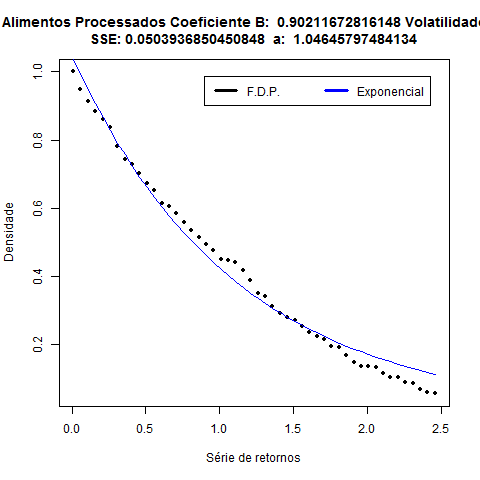 Alimentos Processados Coeficiente B: 0.90211672816148 Volatilidade
SSE: 0.0503936850450848 a: 1.04645797484134
F.D.P. Exponencial
Densidade
1.0
0.8
0.6
0.4
0.2
0.0 0.5 1.0 1.5 2.0 2.5
Série de retornos